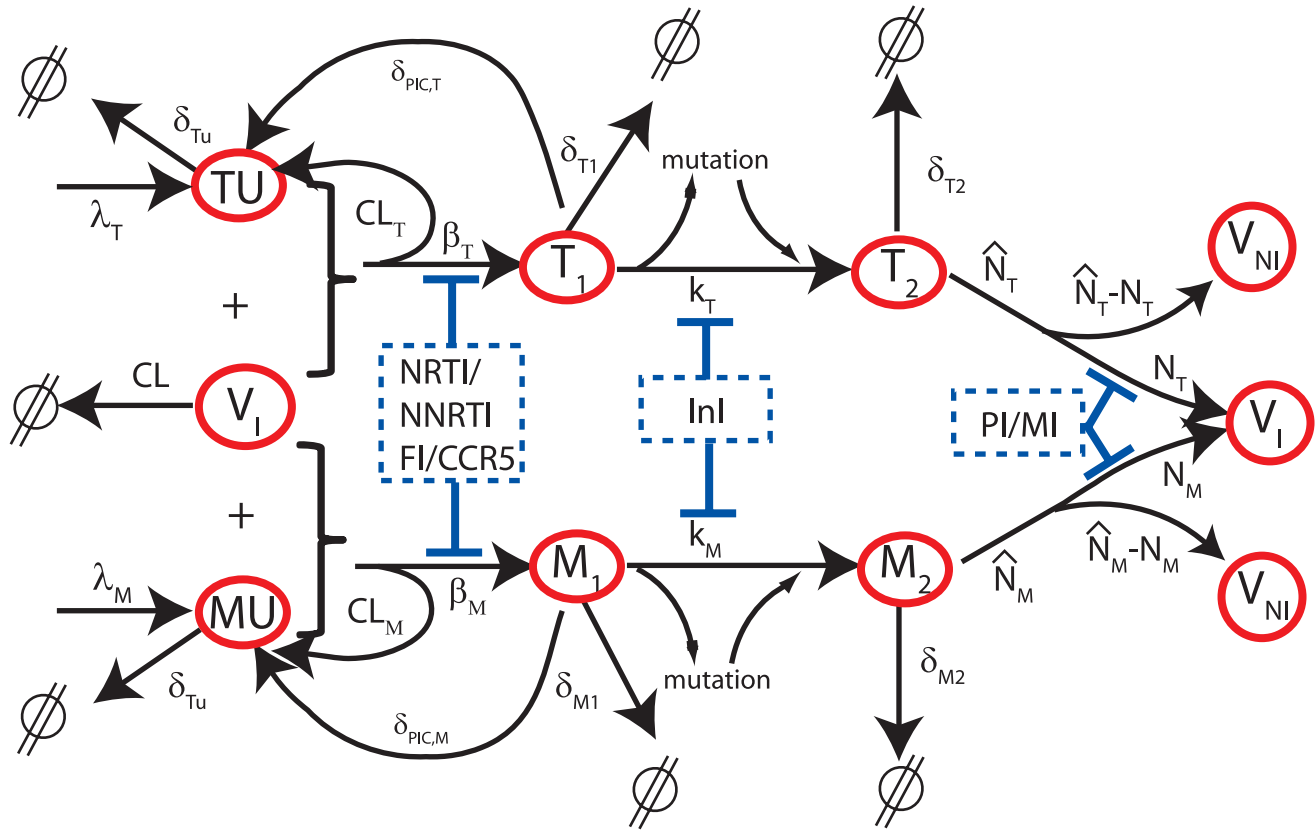 δPIC,T
δTu
TU
λT
CLT
βT
δT1
T1
mutation
kT
δT2
T2
N̂T
N̂T-NT
VNI
NT
+
CL
VI
NRTI/
NNRTI
FI/CCR5
InI
PI/MI
VI
NM
+
λM
MU
δTu
CLM
βM
M1
kM
mutation
δM1
δPIC,M
M2
δM2
N̂M
N̂M-NM
VNI